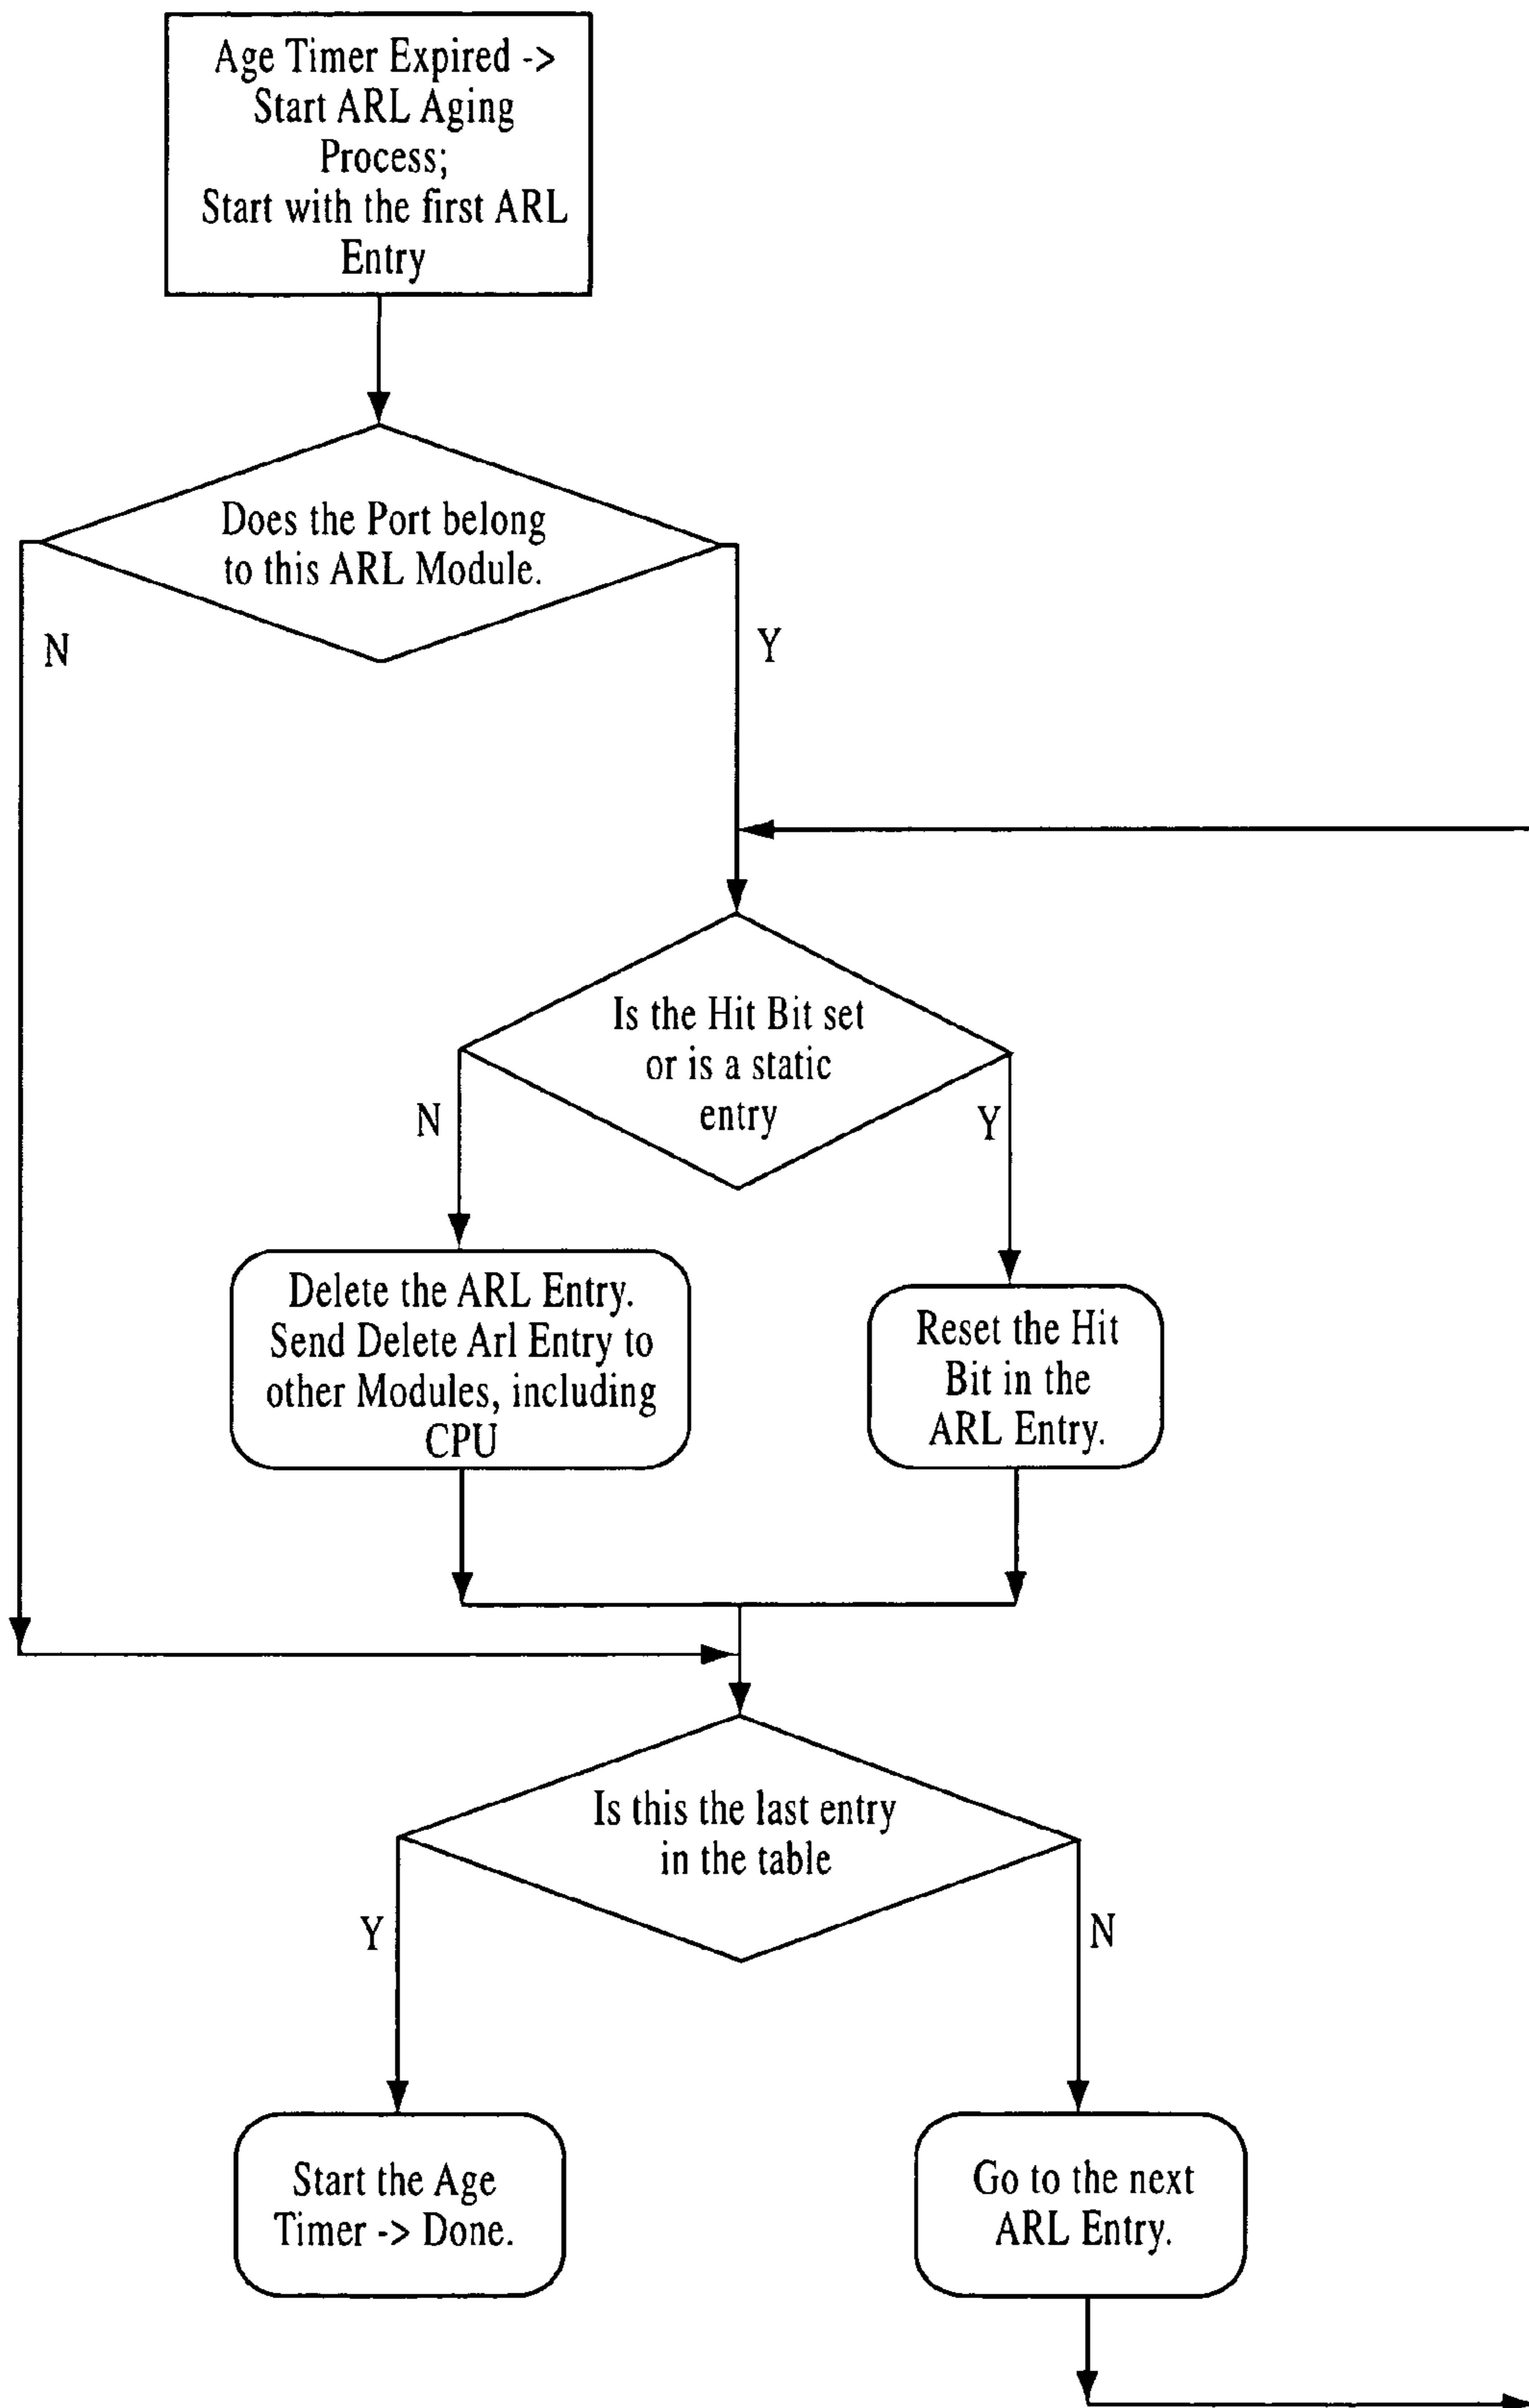 Age Timer Expired ->
Start ARL Aging
Process;
Start with the first ARL
Entry
Does the Port belong
to this ARL Module.
N
Y
Is the Hit Bit set
or is a static
entry
N
Y
Delete the ARL Entry.
Send Delete Arl Entry to
other Modules, including
CPU
Reset the Hit
Bit in the
ARL Entry.
Is this the last entry
in the table
Y
N
Start the Age
Timer -> Done.
Go to the next
ARL Entry.